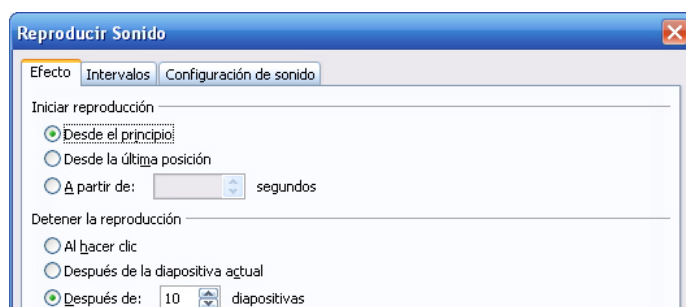 Reproducir Sonido
Efecto Intervalos Configuración de sonido
Iniciar reproducción
Desde el principio
Desde la última posición
A partir de: segundos
Detener la reproducción
Al hacer clic
Después de la diapositiva actual
Después de: 10 diapositivas